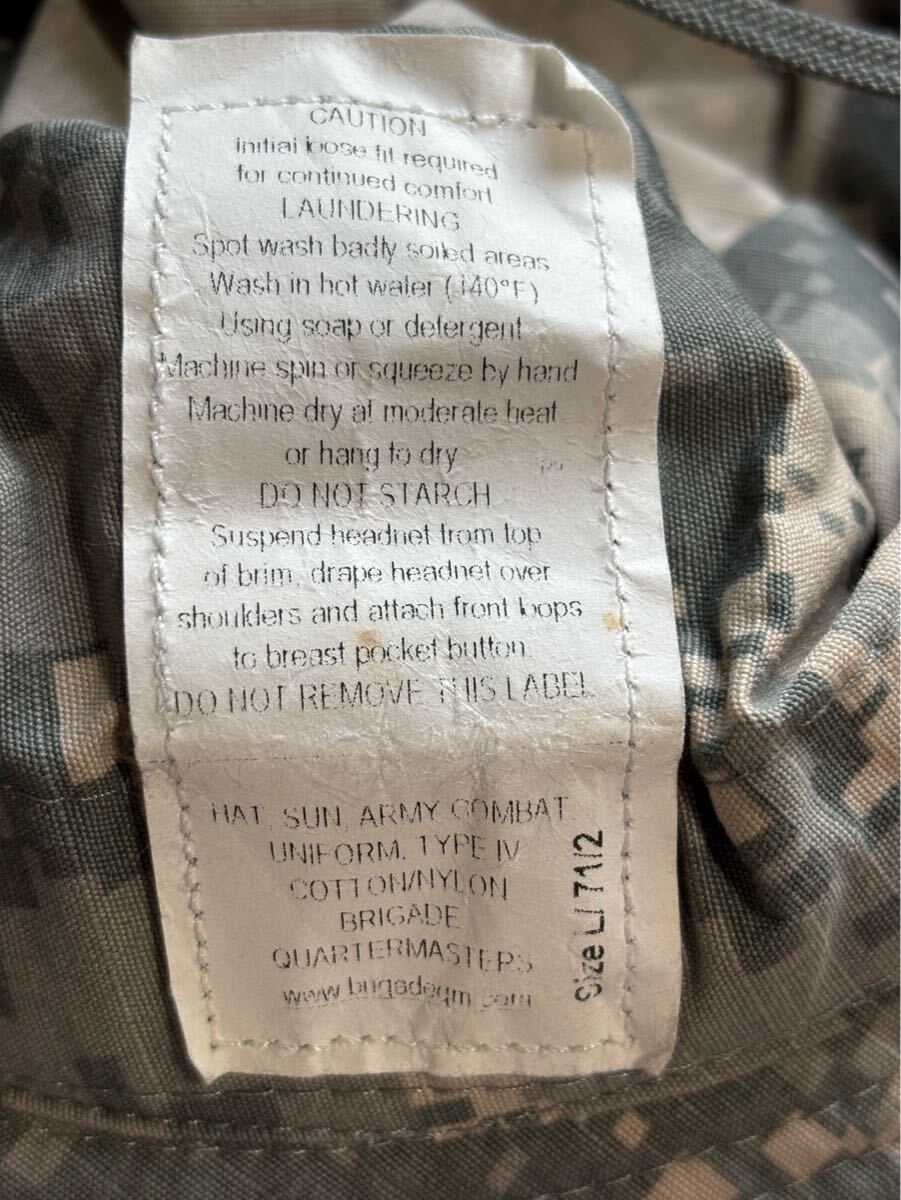 CAUTION
initial loose fit required
for continued comfort
LAUNDERING
Spot wash badly soiled areas
Wash in hot water (140°F)
Using soap or detergent
Machine spin or squeeze by hand
Machine dry at moderate heat
or hang to dry
DO NOT STARCH
Suspend headnet from top
of brim, drape headnet over
shoulders and attach front loops
to breast pocket button.
DO NOT REMOVE THIS LABEL
HAT, SUN, ARMY COMBAT
UNIFORM, TYPE IV
COTTON/NYLON
BRIGADE
QUARTERMASTERS
www.brigadeqm.com
Size L/ 7 1/2